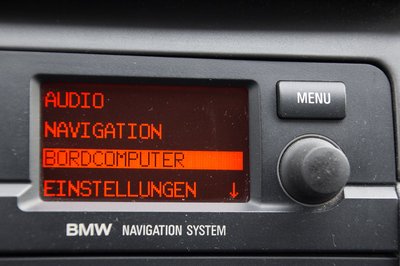 AUDIO
NAVIGATION
BORDCOMPUTER
EINSTELLUNGEN ↓
MENU
BMW NAVIGATION SYSTEM